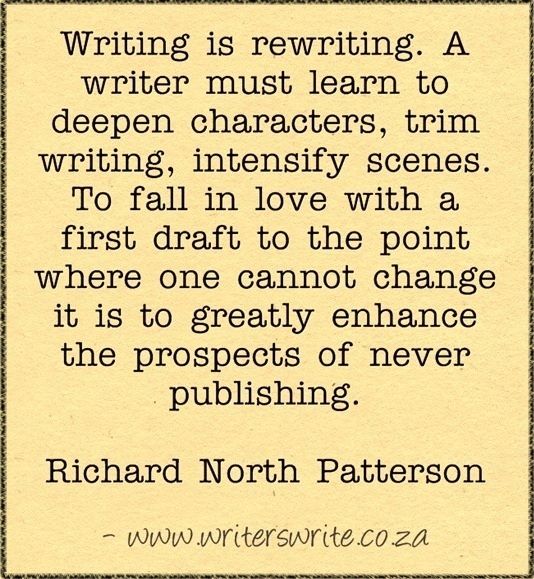 Writing is rewriting. A
writer must learn to
deepen characters, trim
writing, intensify scenes.
To fall in love with a
first draft to the point
where one cannot change
it is to greatly enhance
the prospects of never
publishing.
Richard North Patterson
- www.writerswrite.co.za